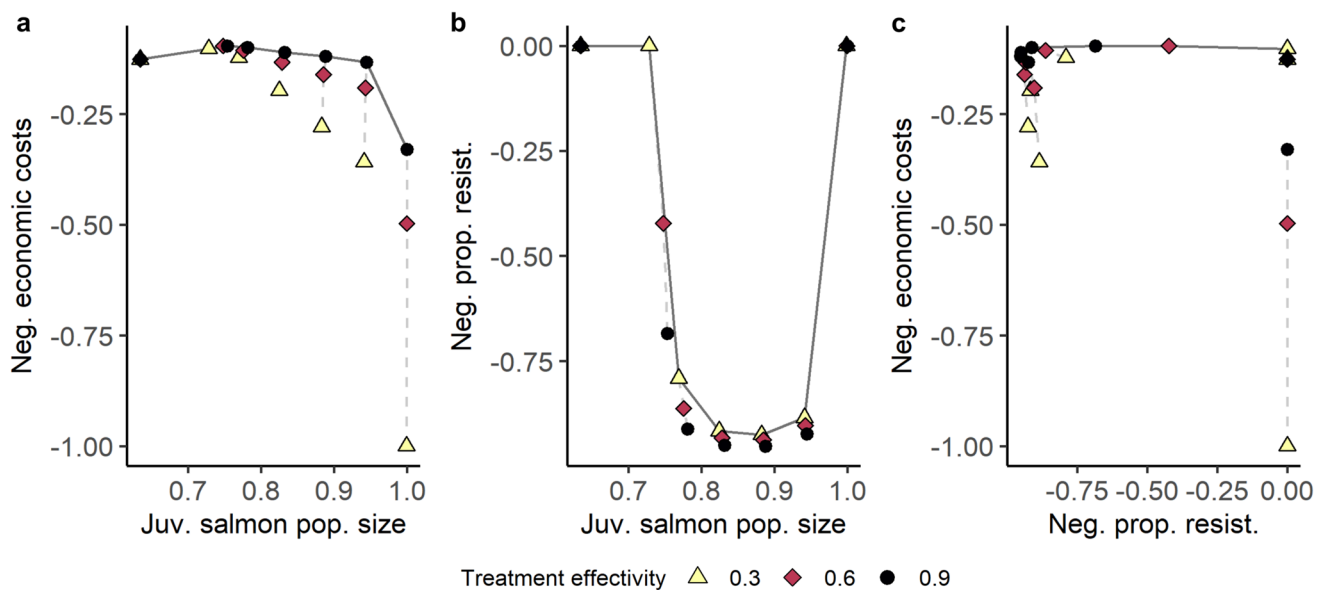 a
Neg. economic costs
-0.25
-0.50
-0.75
-1.00
0.7 0.8 0.9 1.0
Juv. salmon pop. size
b
Neg. prop. resist.
0.00
-0.25
-0.50
-0.75
0.7 0.8 0.9 1.0
Juv. salmon pop. size
c
Neg. economic costs
-0.25
-0.50
-0.75
-1.00
-0.75 -0.50 -0.25 0.00
Neg. prop. resist.
Treatment effectivity 0.3 0.6 0.9